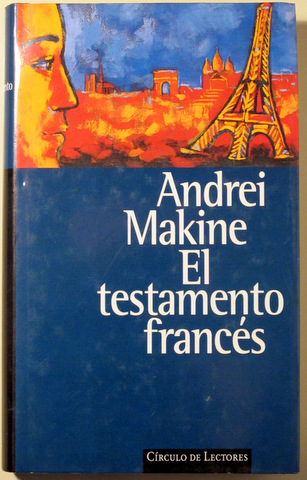 Andrei
Makine
El
testamento
francés
CÍRCULO DE LECTORES